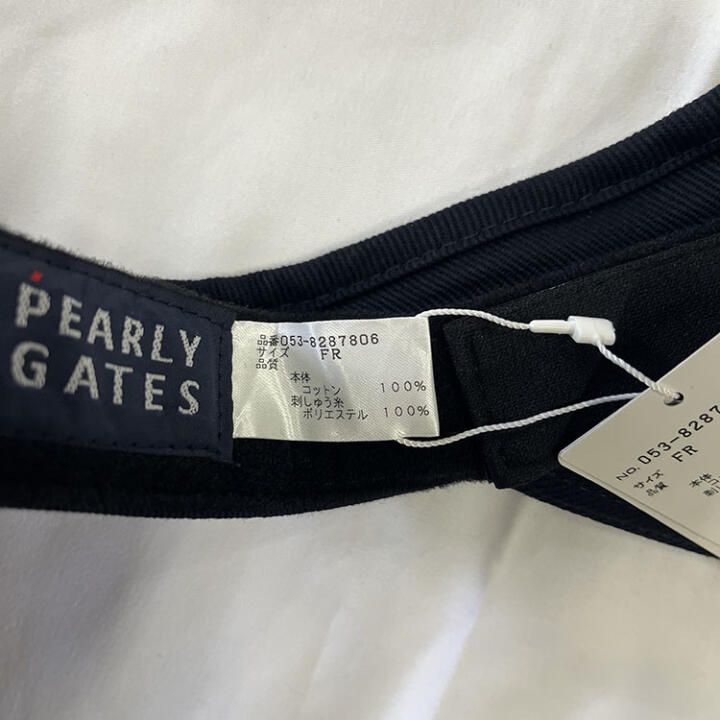 PEARLY
GATES
品番053-8287806
サイズ FR
品質
本体
コットン 100%
刺しゅう糸
ポリエステル 100%
NO. 053-8287
サイズ FR
品質
本体